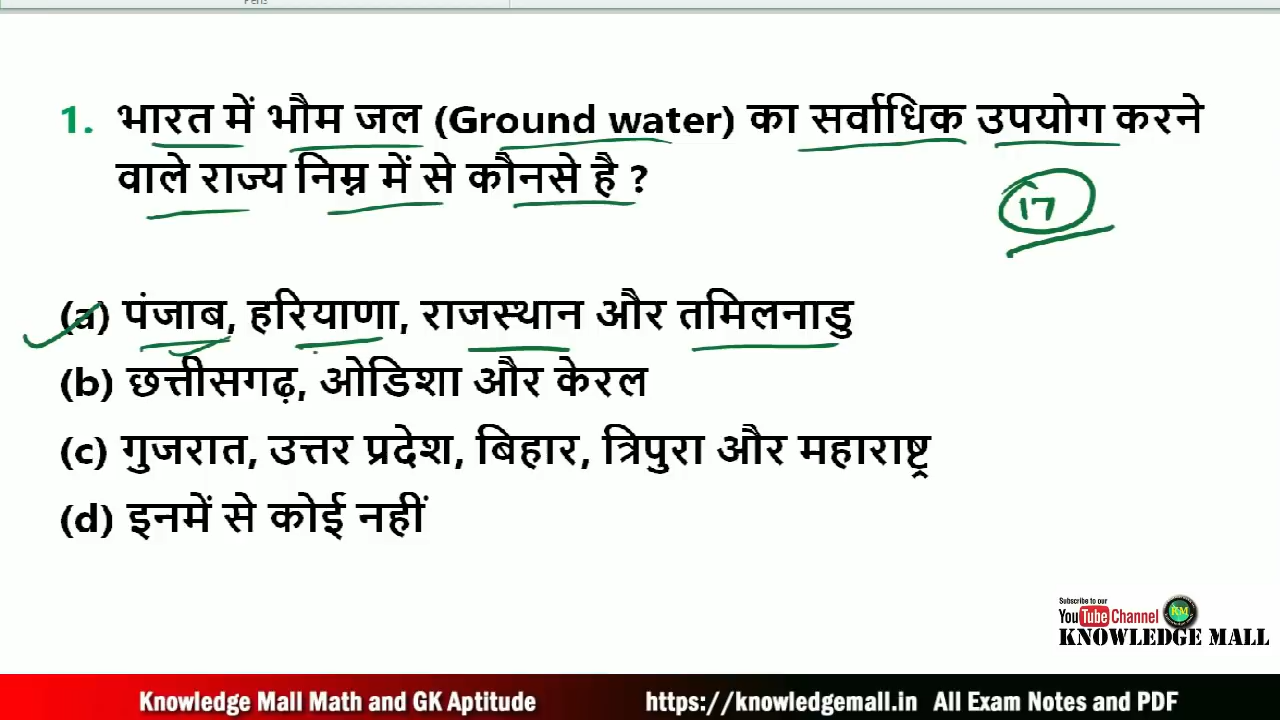 Pens
1. भारत में भौम जल (Ground water) का सर्वाधिक उपयोग करने
वाले राज्य निम्न में से कौनसे है ?
17
(a) पंजाब, हरियाणा, राजस्थान और तमिलनाडु
(b) छत्तीसगढ़, ओडिशा और केरल
(c) गुजरात, उत्तर प्रदेश, बिहार, त्रिपुरा और महाराष्ट्र
(d) इनमें से कोई नहीं
Subscribe to our
YouTube Channel KM
KNOWLEDGE MALL
Knowledge Mall Math and GK Aptitude https://knowledgemall.in All Exam Notes and PDF